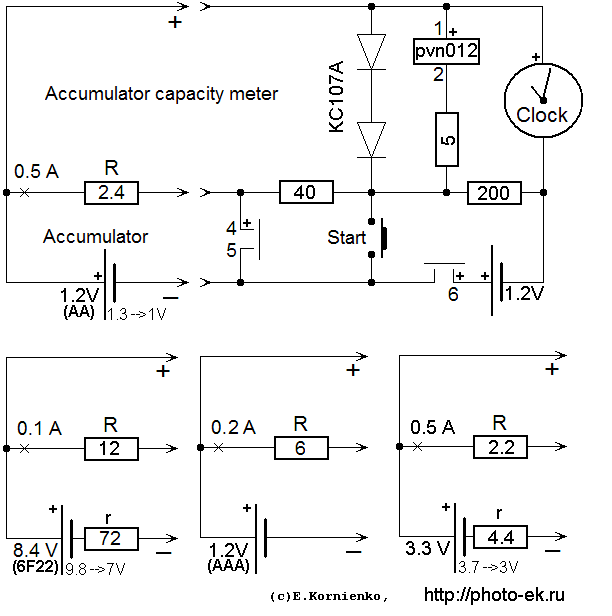 +
1 +
pvn012
2
KC107A
+
Clock
Accumulator capacity meter
5
0.5 A
R
2.4
40
200
4 +
5
Start
Accumulator
+
1.2V
(AA)
1.3-->1V
−
+
6
+
1.2V
+
+
+
0.1 A
R
12
0.2 A
R
6
0.5 A
R
2.2
+
r
72
−
8.4 V
(6F22)
9.8-->7V
+
1.2V
(AAA)
−
+
r
4.4
−
3.3 V
3.7-->3V
(c)E.Kornienko,
http://photo-ek.ru